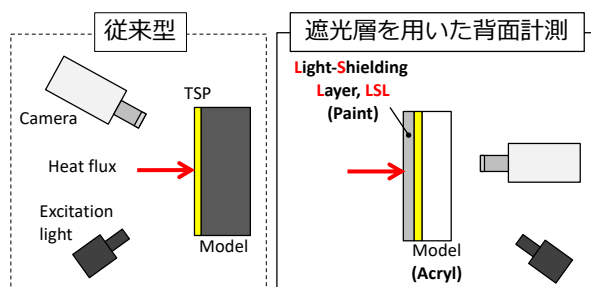 従来型
TSP
Camera
Heat flux
Excitation
light
Model
遮光層を用いた背面計測
Light-Shielding
Layer, LSL
(Paint)
Model
(Acryl)